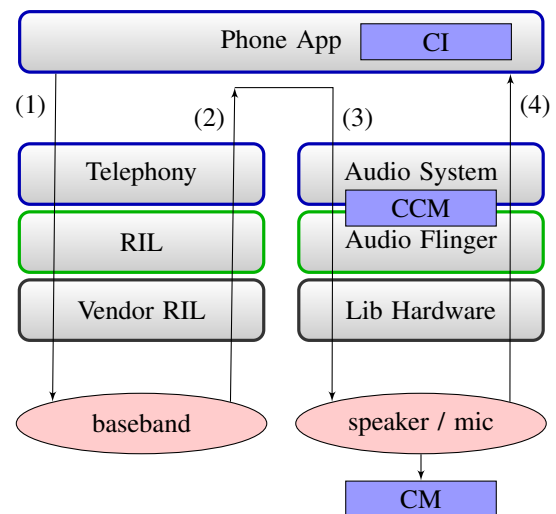 Phone App CI
(1) (2) (3) (4)
Telephony Audio System
CCM
RIL Audio Flinger
Vendor RIL Lib Hardware
baseband speaker / mic
CM